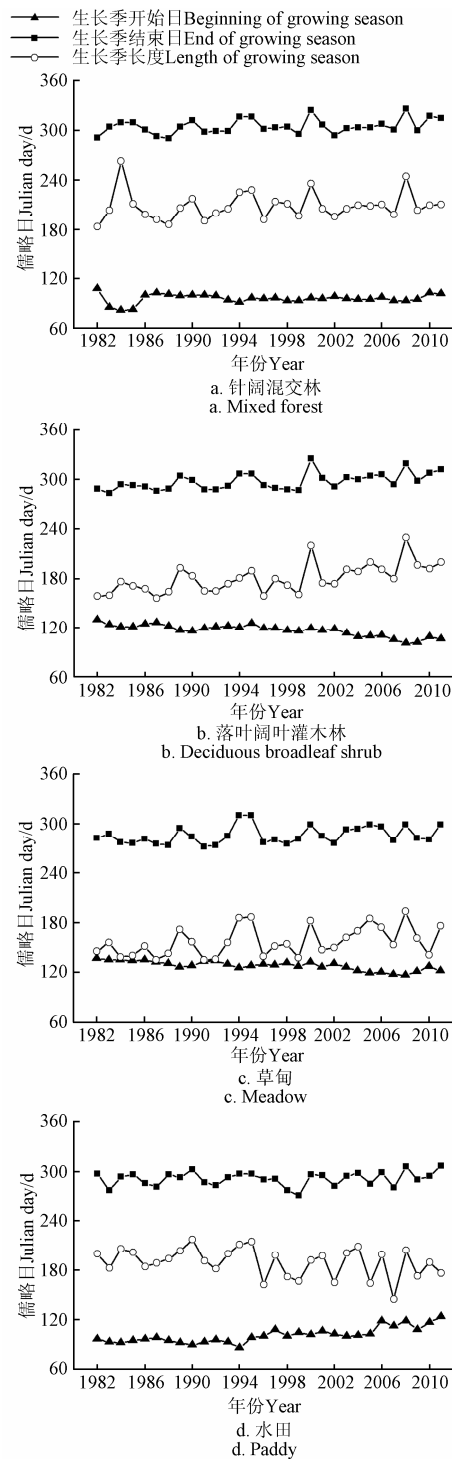 生长季开始日Beginning of growing season
生长季结束日End of growing season
生长季长度Length of growing season
360
300
240
180
120
60
儒略日Julian day/d
1982 1986 1990 1994 1998 2002 2006 2011
年份Year
a. 针阔混交林
a. Mixed forest
360
300
240
180
120
60
儒略日Julian day/d
1982 1986 1990 1994 1998 2002 2006 2011
年份Year
b. 落叶阔叶灌木林
b. Deciduous broadleaf shrub
360
300
240
180
120
60
儒略日Julian day/d
1982 1986 1990 1994 1998 2002 2006 2011
年份Year
c. 草甸
c. Meadow
360
300
240
180
120
60
儒略日Julian day/d
1982 1986 1990 1994 1998 2002 2006 2011
年份Year
d. 水田
d. Paddy